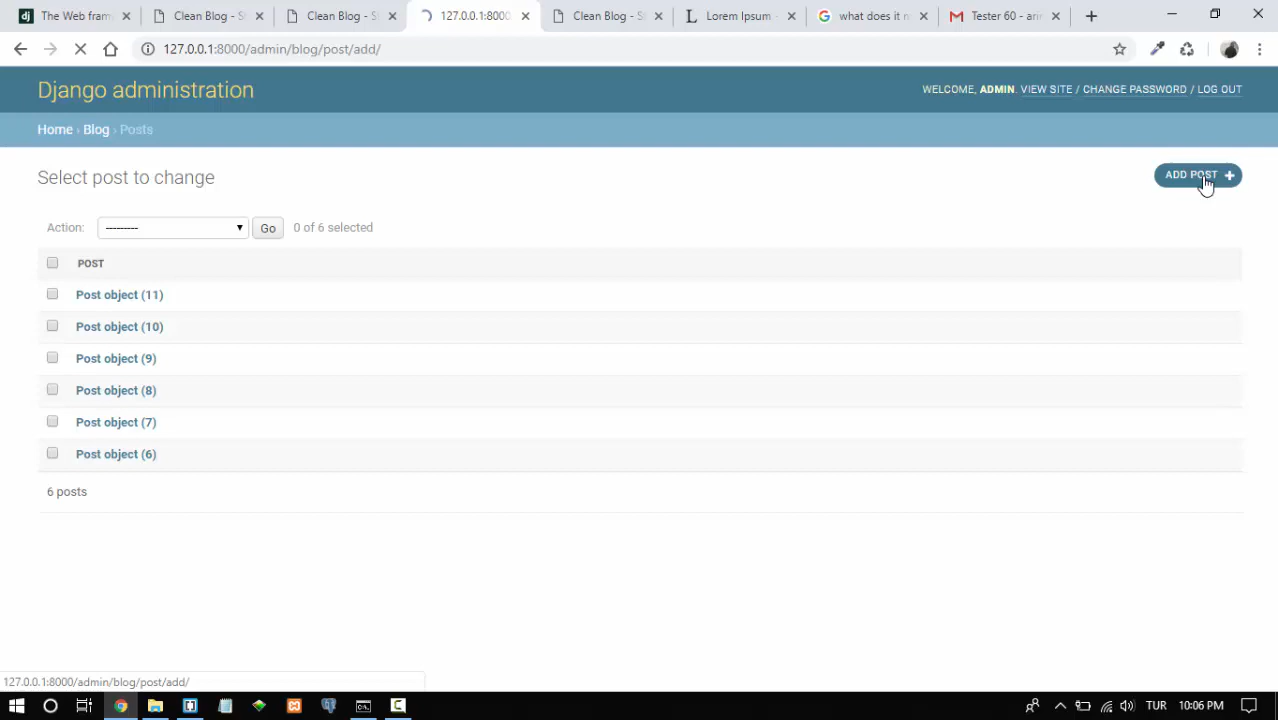 The Web fram
Clean Blog - S
Clean Blog - S
127.0.0.1:8000
Clean Blog - S
Lorem Ipsum -
what does it n
Tester 60 - arin
127.0.0.1:8000/admin/blog/post/add/
Django administration
WELCOME, ADMIN. VIEW SITE / CHANGE PASSWORD / LOG OUT
Home › Blog › Posts
Select post to change
ADD POST +
Action: --------- Go 0 of 6 selected
POST
Post object (11)
Post object (10)
Post object (9)
Post object (8)
Post object (7)
Post object (6)
6 posts
127.0.0.1:8000/admin/blog/post/add/
TUR 10:06 PM